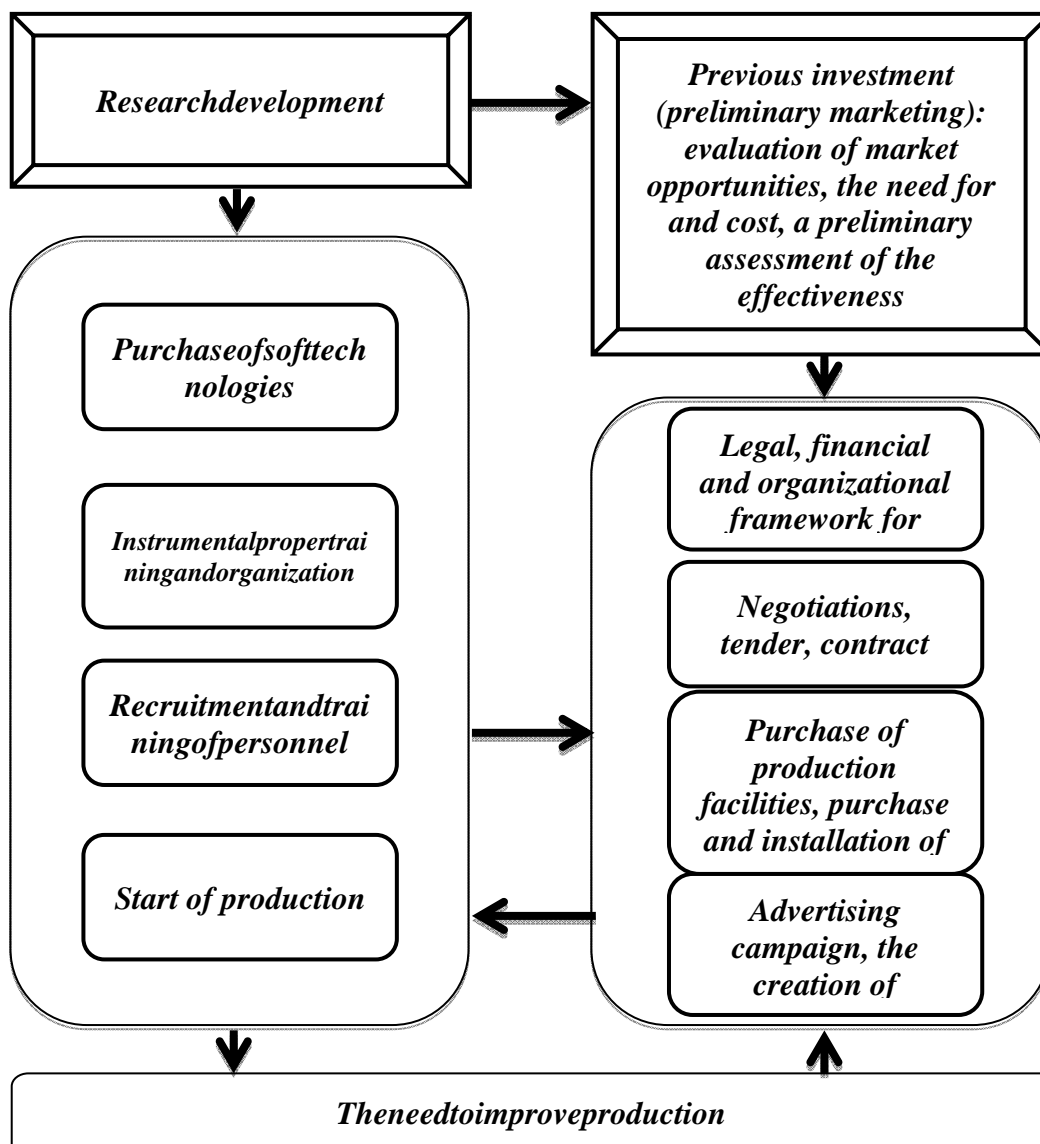 Researchdevelopment
Previous investment
(preliminary marketing):
evaluation of market
opportunities, the need for
and cost, a preliminary
assessment of the
effectiveness
Purchaseofsofttech
nologies
Instrumentalpropertrai
ningandorganization
Recruitmentandtrai
ningofpersonnel
Start of production
Legal, financial
and organizational
framework for
Negotiations,
tender, contract
Purchase of
production
facilities, purchase
and installation of
Advertising
campaign, the
creation of
Theneedtoimproveproduction